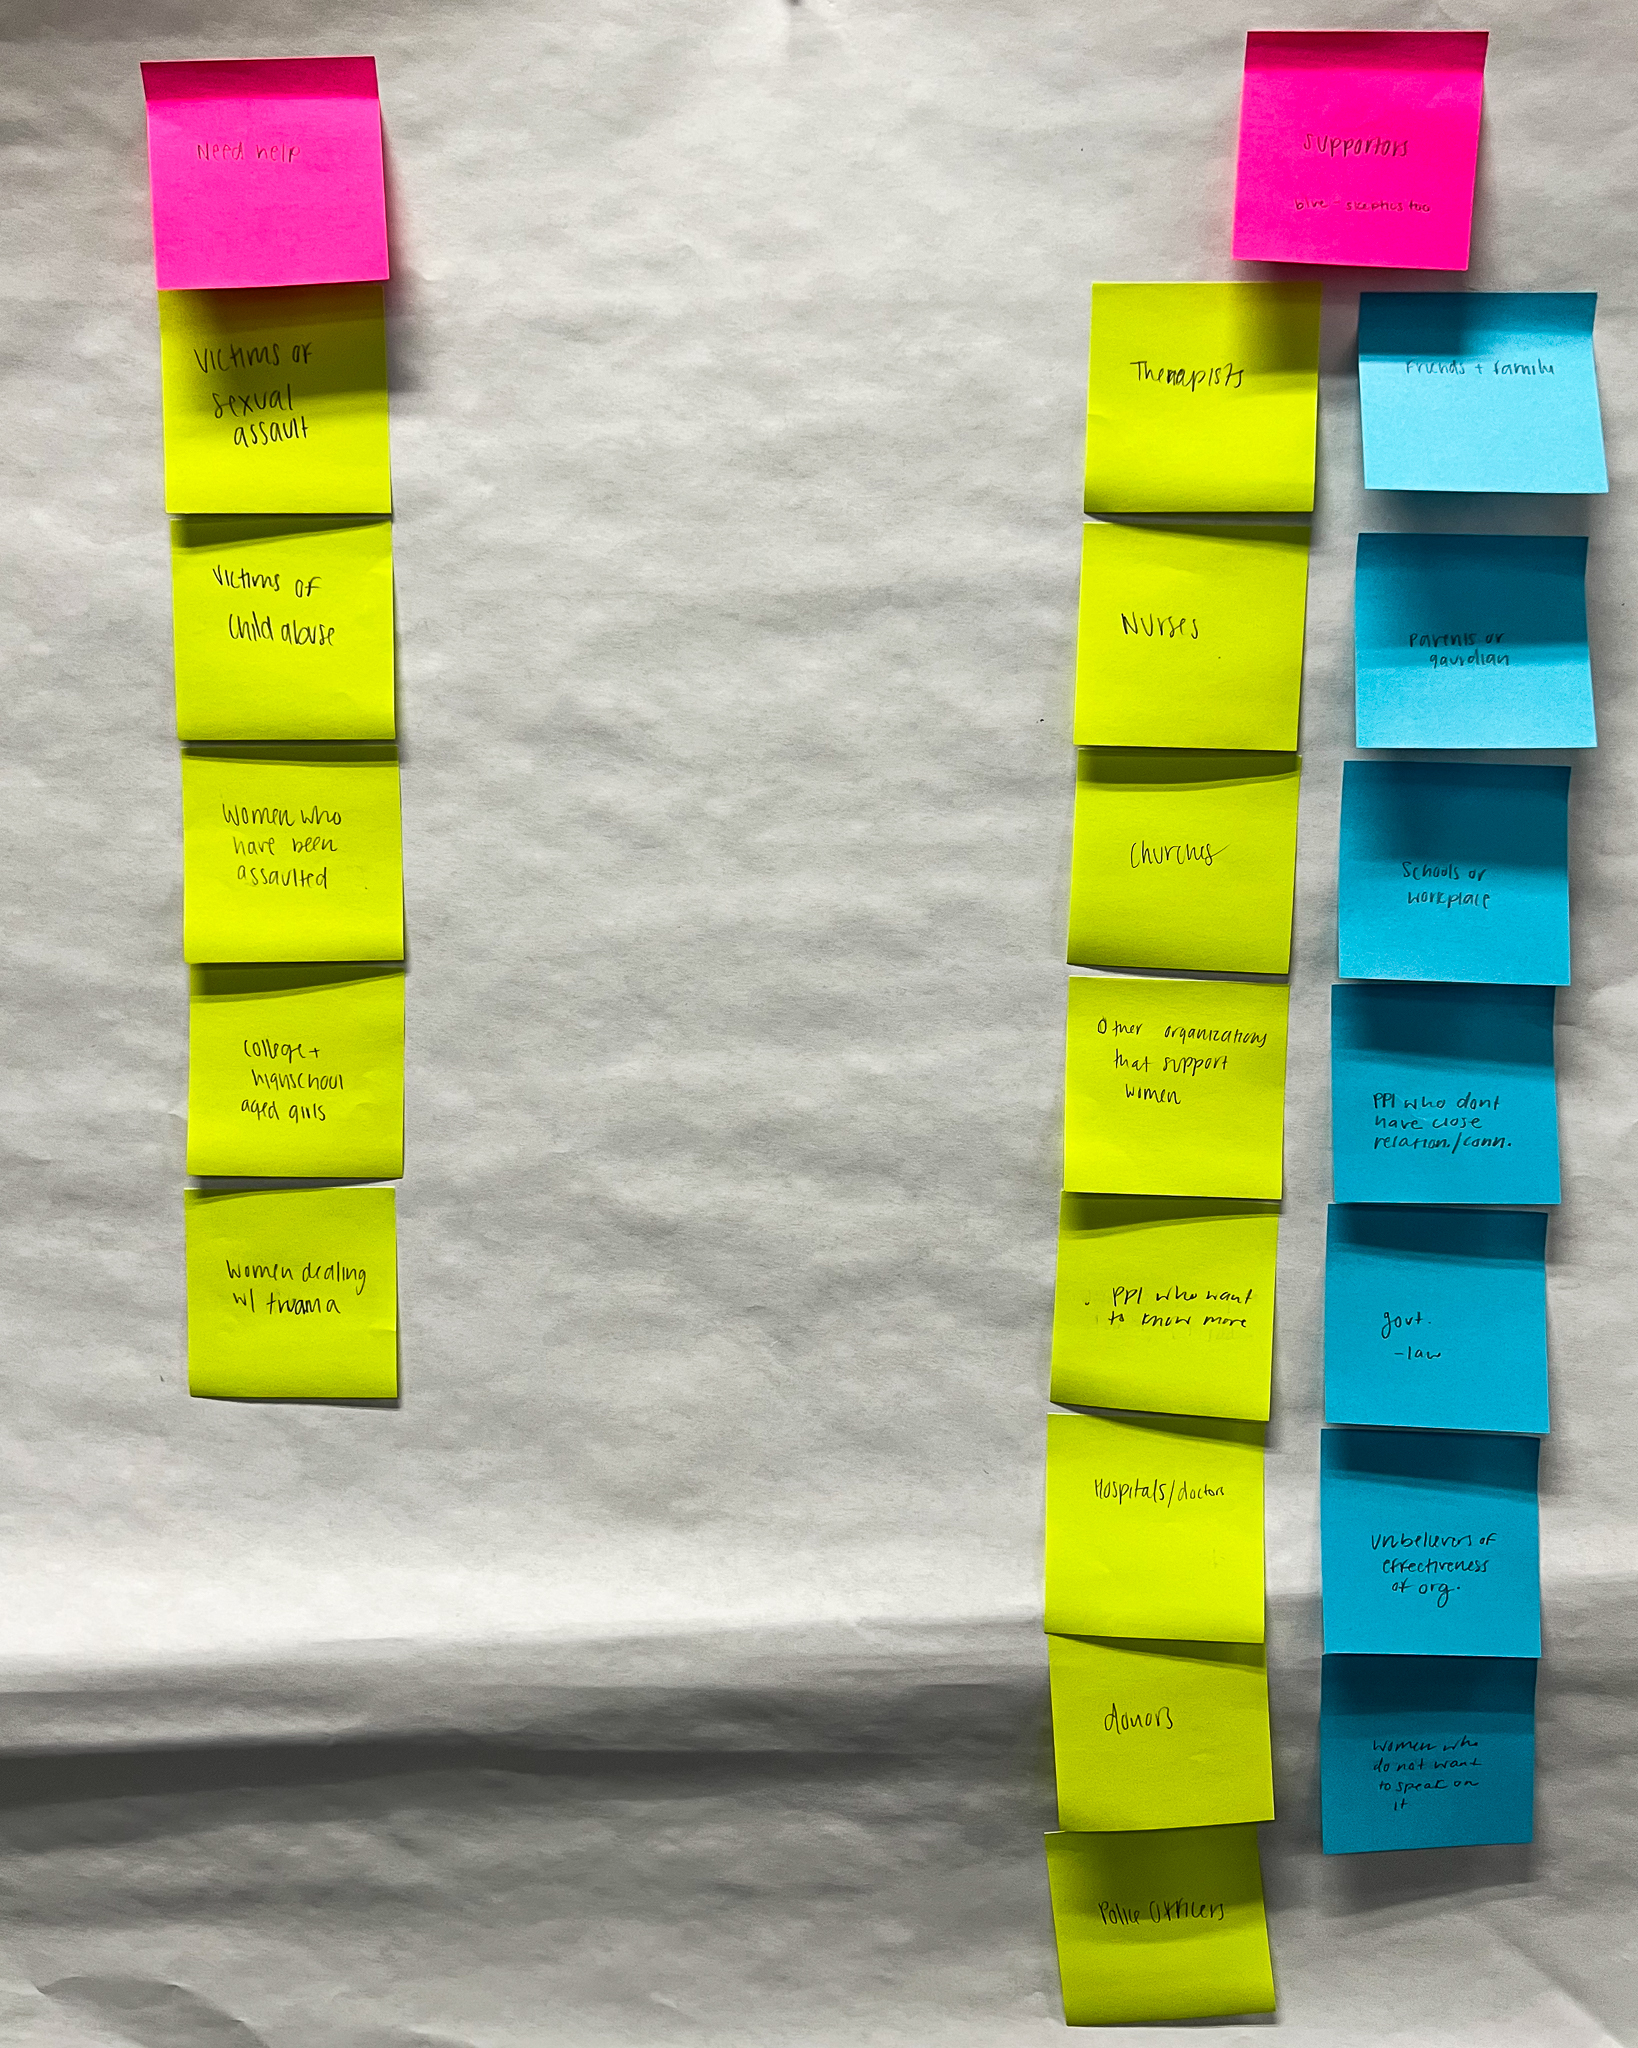 Need help
Victims of
sexual
assault
Victims of
child abuse
Women who
have been
assaulted
college +
highschool
aged girls
Women dealing
w/ truama
supporters
blue - skeptics too
Therapists
Nurses
Churches
Other organizations
that support
women
PPl who want
to know more
Hospitals/doctors
donors
Police Officers
Friends + family
Parents or
gaurdian
Schools or
workplace
PPl who dont
have close
relation./conn.
govt.
- law
unbelievers of
effectiveness
of org.
women who
do not want
to speak on
it